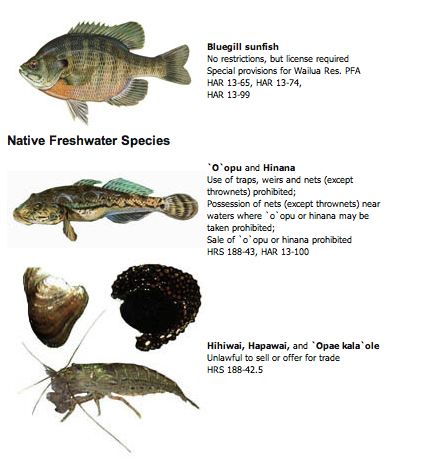 Bluegill sunfish
No restrictions, but license required
Special provisions for Wailua Res. PFA
HAR 13-65, HAR 13-74,
HAR 13-99
Native Freshwater Species
`O`opu and Hinana
Use of traps, weirs and nets (except
thrownets) prohibited;
Possession of nets (except thrownets) near
waters where `o`opu or hinana may be
taken prohibited;
Sale of `o`opu or hinana prohibited
HRS 188-43, HAR 13-100
Hihiwai, Hapawai, and `Opae kala`ole
Unlawful to sell or offer for trade
HRS 188-42.5